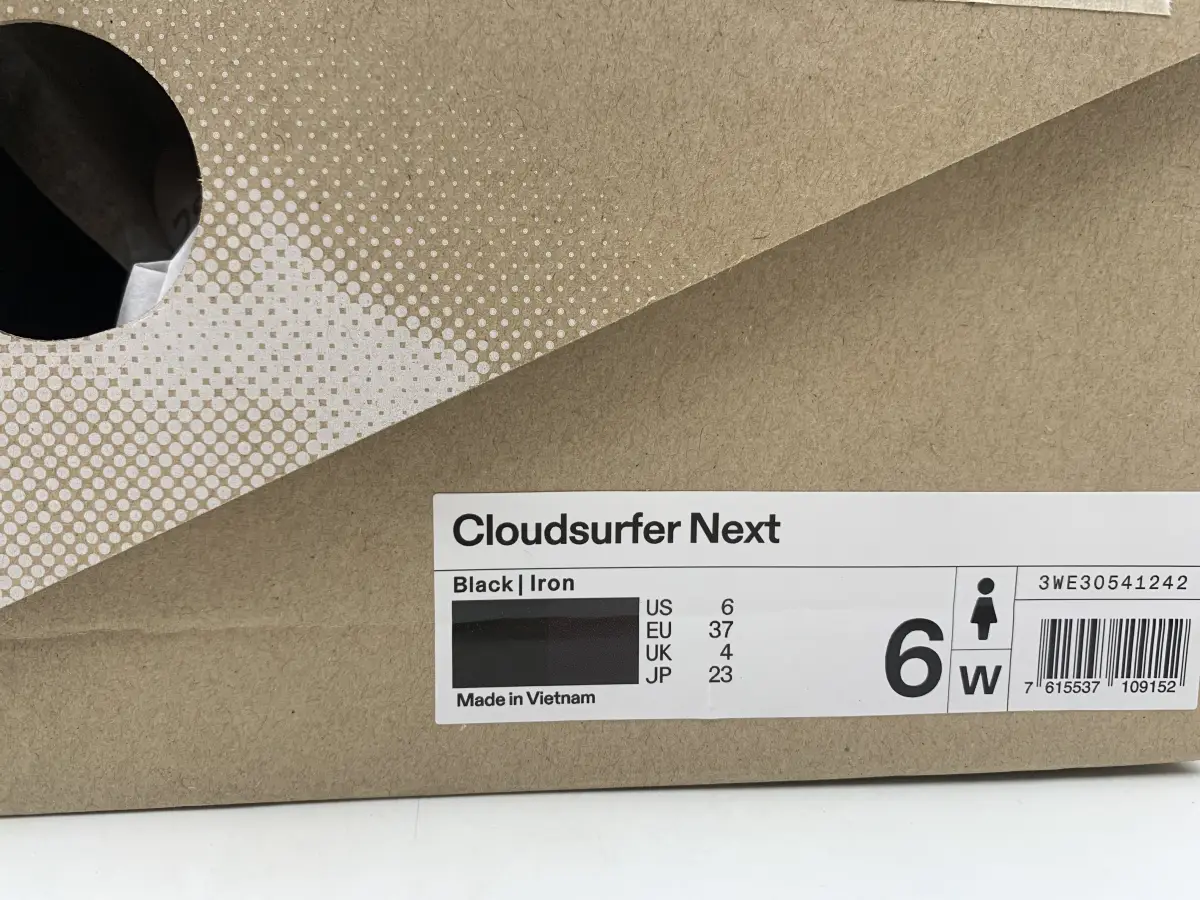 Cloudsurfer Next
Black | Iron
US 6
EU 37
UK 4
JP 23
Made in Vietnam
6
W
3WE30541242
7 615537 109152